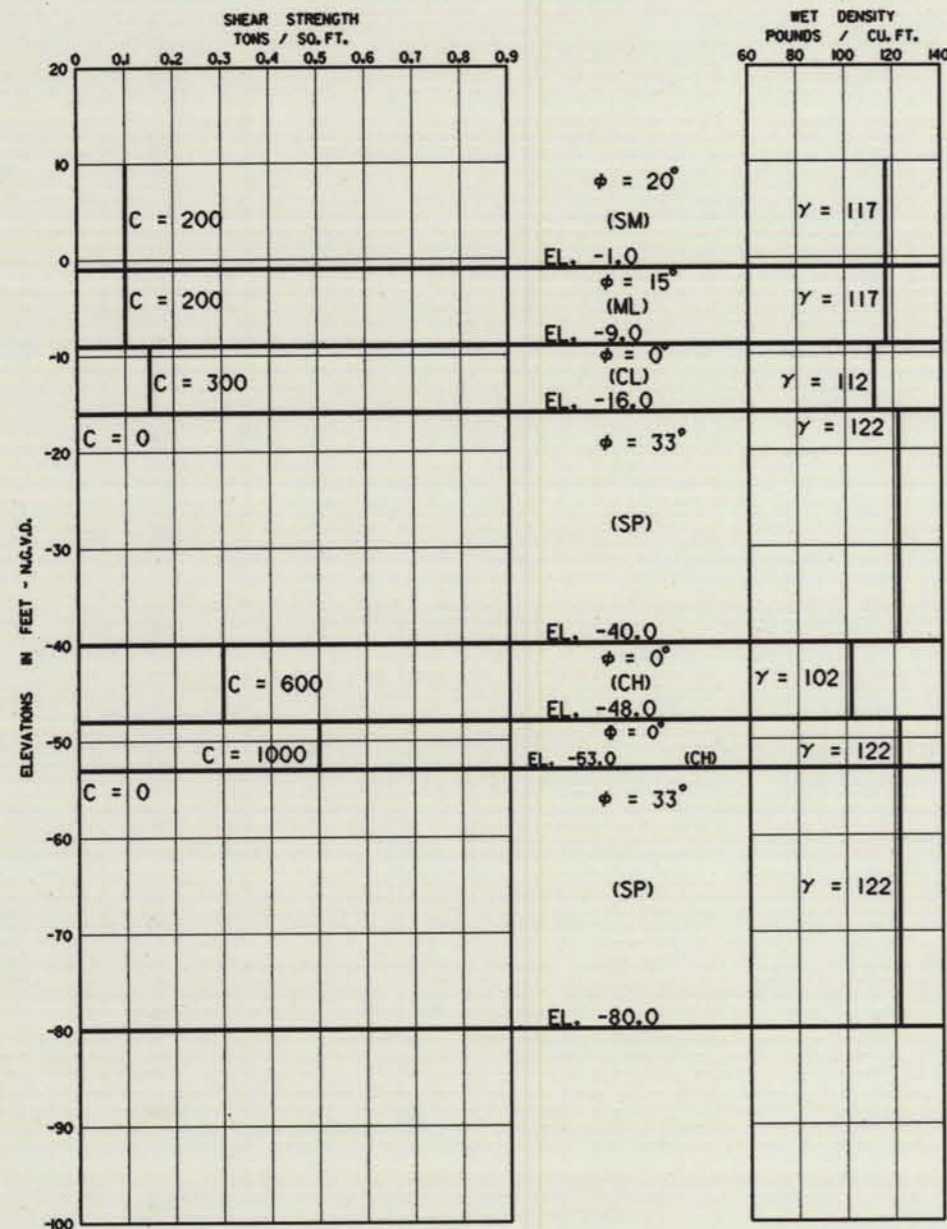 SHEAR STRENGTH
TONS / SQ. FT.
0 0.1 0.2 0.3 0.4 0.5 0.6 0.7 0.8 0.9
WET DENSITY
POUNDS / CU. FT.
60 80 100 120 140
20
10
0
-10
-20
-30
-40
-50
-60
-70
-80
-90
-100
ELEVATIONS IN FEET - N.G.V.D.
C = 200
ϕ = 20°
(SM)
EL. -1.0
γ = 117
C = 200
ϕ = 15°
(ML)
EL. -9.0
γ = 117
C = 300
ϕ = 0°
(CL)
EL. -16.0
γ = 112
C = 0
ϕ = 33°
(SP)
EL. -40.0
γ = 122
C = 600
ϕ = 0°
(CH)
EL. -48.0
γ = 102
C = 1000
ϕ = 0°
EL. -53.0 (CH)
γ = 122
C = 0
ϕ = 33°
(SP)
EL. -80.0
γ = 122